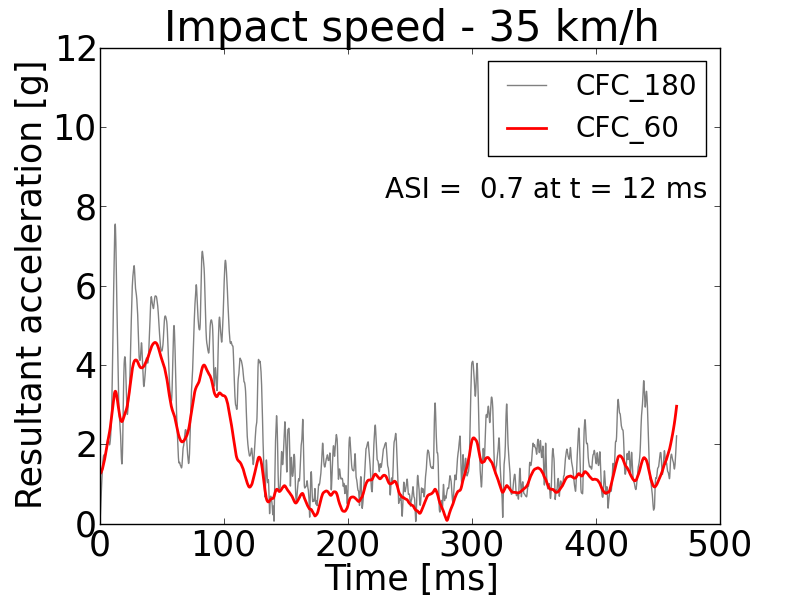 Impact speed - 35 km/h
CFC_180
CFC_60
ASI =  0.7 at t = 12 ms
Resultant acceleration [g]
12
10
8
6
4
2
0
0 100 200 300 400 500
Time [ms]